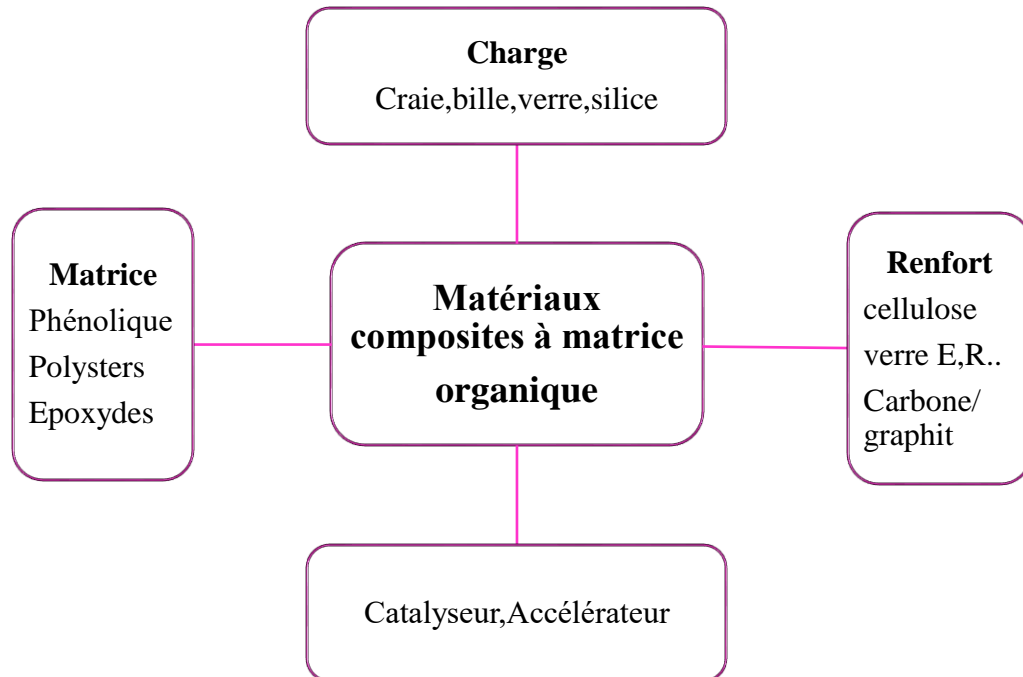 Charge
Craie,bille,verre,silice
Matrice
Phénolique
Polysters
Epoxydes
Matèriaux
composites à matrice
organique
Renfort
cellulose
verre E,R..
Carbone/
graphit
Catalyseur,Accélérateur